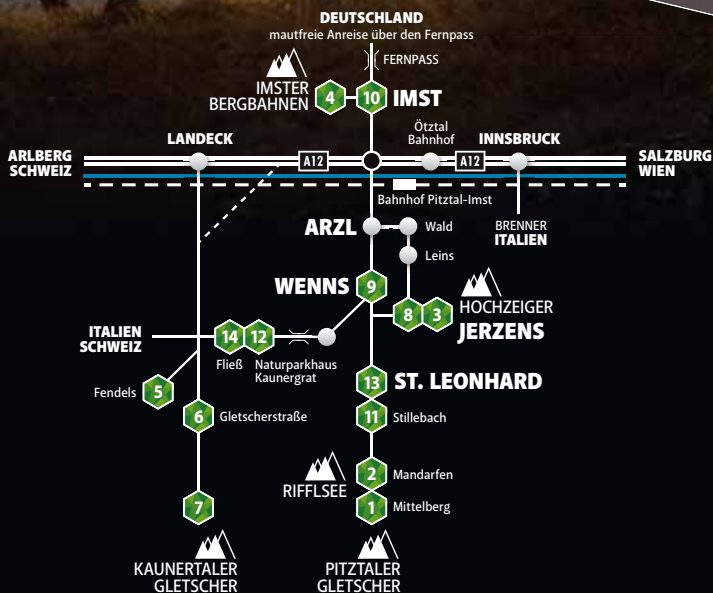 DEUTSCHLAND
mautfreie Anreise über den Fernpass
FERNPASS
IMSTER
BERGBAHNEN
4
10
IMST
LANDECK
Ötztal
Bahnhof
INNSBRUCK
ARLBERG
SCHWEIZ
A12
A12
SALZBURG
WIEN
Bahnhof Pitztal-Imst
ARZL
Wald
BRENNER
ITALIEN
Leins
WENNS
9
HOCHZEIGER
8
3
JERZENS
ITALIEN
SCHWEIZ
14
12
Fließ
Naturparkhaus
Kaunergrat
13
ST. LEONHARD
Fendels
5
6
Gletscherstraße
11
Stillebach
RIFFLSEE
2
Mandarfen
7
1
Mittelberg
KAUNERTALER
GLETSCHER
PITZTALER
GLETSCHER